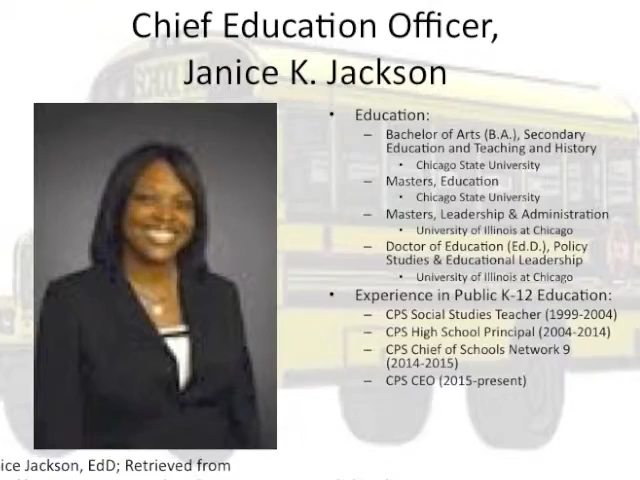 Chief Education Officer,
Janice K. Jackson
• Education:
– Bachelor of Arts (B.A.), Secondary
Education and Teaching and History
• Chicago State University
– Masters, Education
• Chicago State University
– Masters, Leadership & Administration
• University of Illinois at Chicago
– Doctor of Education (Ed.D.), Policy
Studies & Educational Leadership
• University of Illinois at Chicago
• Experience in Public K-12 Education:
– CPS Social Studies Teacher (1999-2004)
– CPS High School Principal (2004-2014)
– CPS Chief of Schools Network 9
(2014-2015)
– CPS CEO (2015-present)
ice Jackson, EdD; Retrieved from